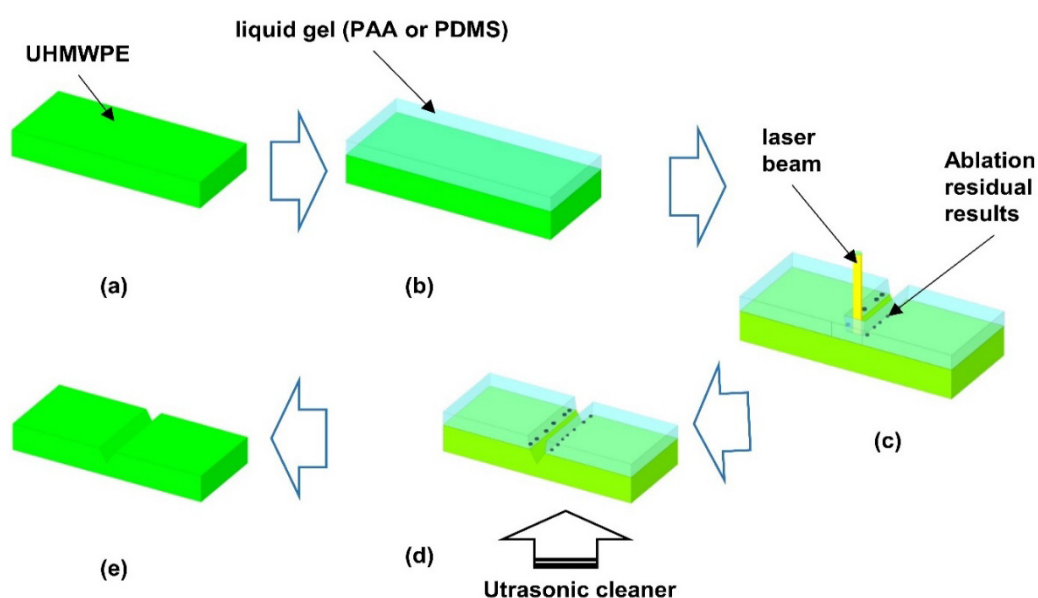 UHMWPE
liquid gel (PAA or PDMS)
laser
beam
Ablation
residual
results
(a)
(b)
(c)
(d)
(e)
Utrasonic cleaner